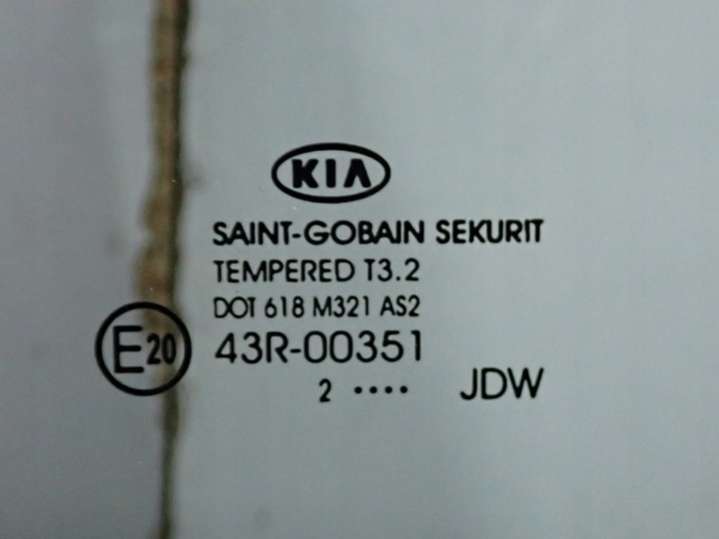 KIA
SAINT-GOBAIN SEKURIT
TEMPERED T3.2
DOT 618 M321 AS2
E20 43R-00351
2 •••• JDW